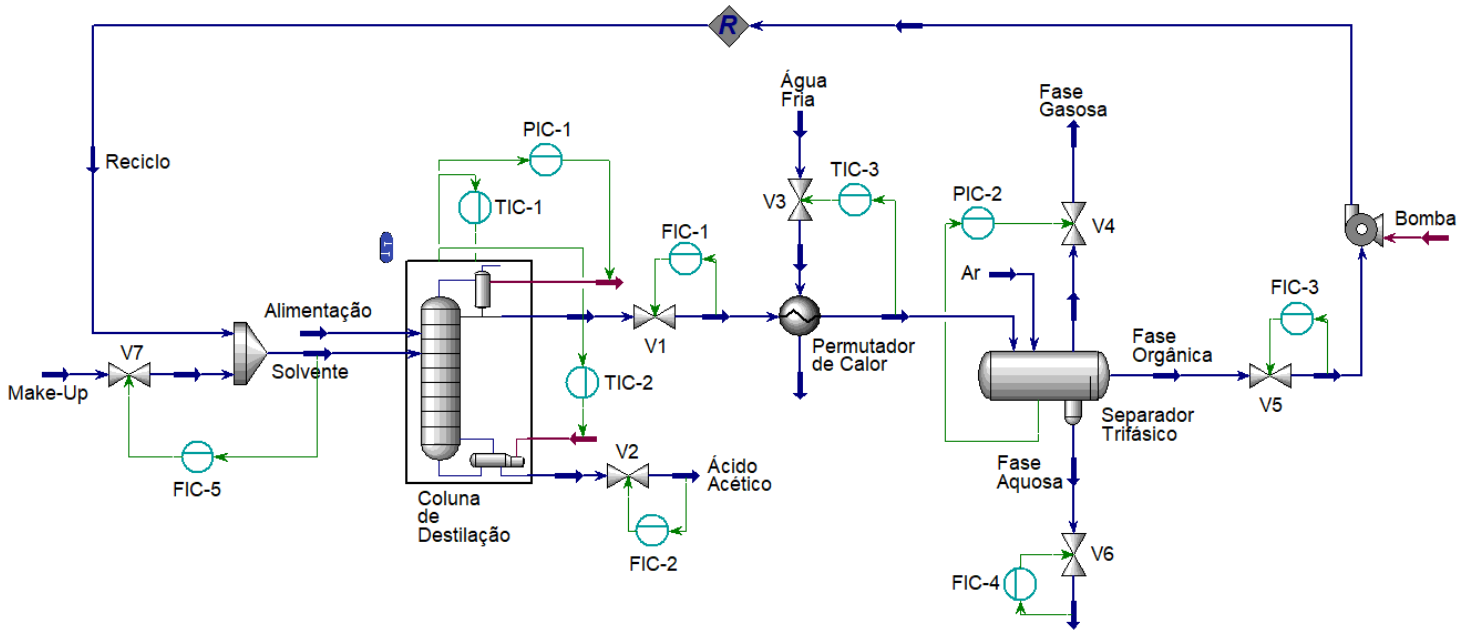 R
Água
Fria
Fase
Gasosa
PIC-1
Reciclo
TIC-3
PIC-2
V3
TIC-1
V4
Bomba
FIC-1
Ar
FIC-3
Alimentação
V7
Solvente
V1
Permutador
de Calor
Fase
Orgânica
Make-Up
TIC-2
V5
Separador
Trifásico
V2
Ácido
Acético
Fase
Aquosa
FIC-5
Coluna
de
Destilação
FIC-2
V6
FIC-4